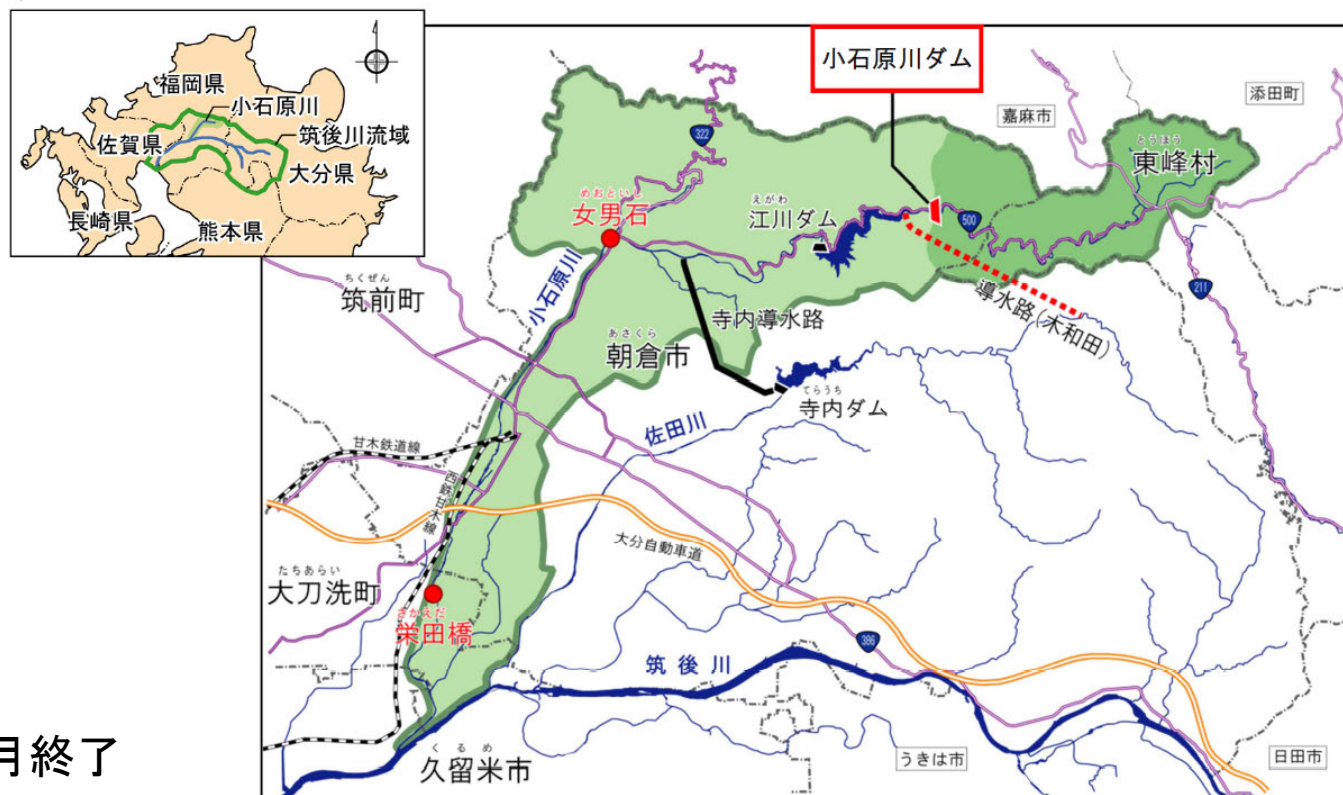 福岡県
小石原川
佐賀県
筑後川流域
大分県
長崎県
熊本県
小石原川ダム
添田町
嘉麻市
322
とうほう
東峰村
めおといし
女男石
えがわ
江川ダム
500
小石原川
ちくぜん
筑前町
導水路(木和田)
211
寺内導水路
あさくら
朝倉市
てらうち
寺内ダム
佐田川
甘木鉄道線
西鉄甘木線
大分自動車道
たちあらい
大刀洗町
さかえだ
栄田橋
386
筑後川
月終了
くるめ
久留米市
うきは市
日田市